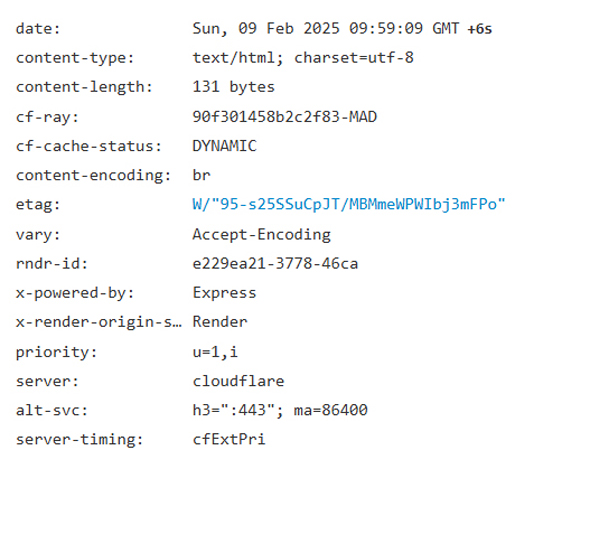 date: Sun, 09 Feb 2025 09:59:09 GMT +6s
content-type: text/html; charset=utf-8
content-length: 131 bytes
cf-ray: 90f301458b2c2f83-MAD
cf-cache-status: DYNAMIC
content-encoding: br
etag: W/"95-s25SSuCpJT/MBMmeWPWIbj3mFPo"
vary: Accept-Encoding
rndr-id: e229ea21-3778-46ca
x-powered-by: Express
x-render-origin-s… Render
priority: u=1,i
server: cloudflare
alt-svc: h3=":443"; ma=86400
server-timing: cfExtPri